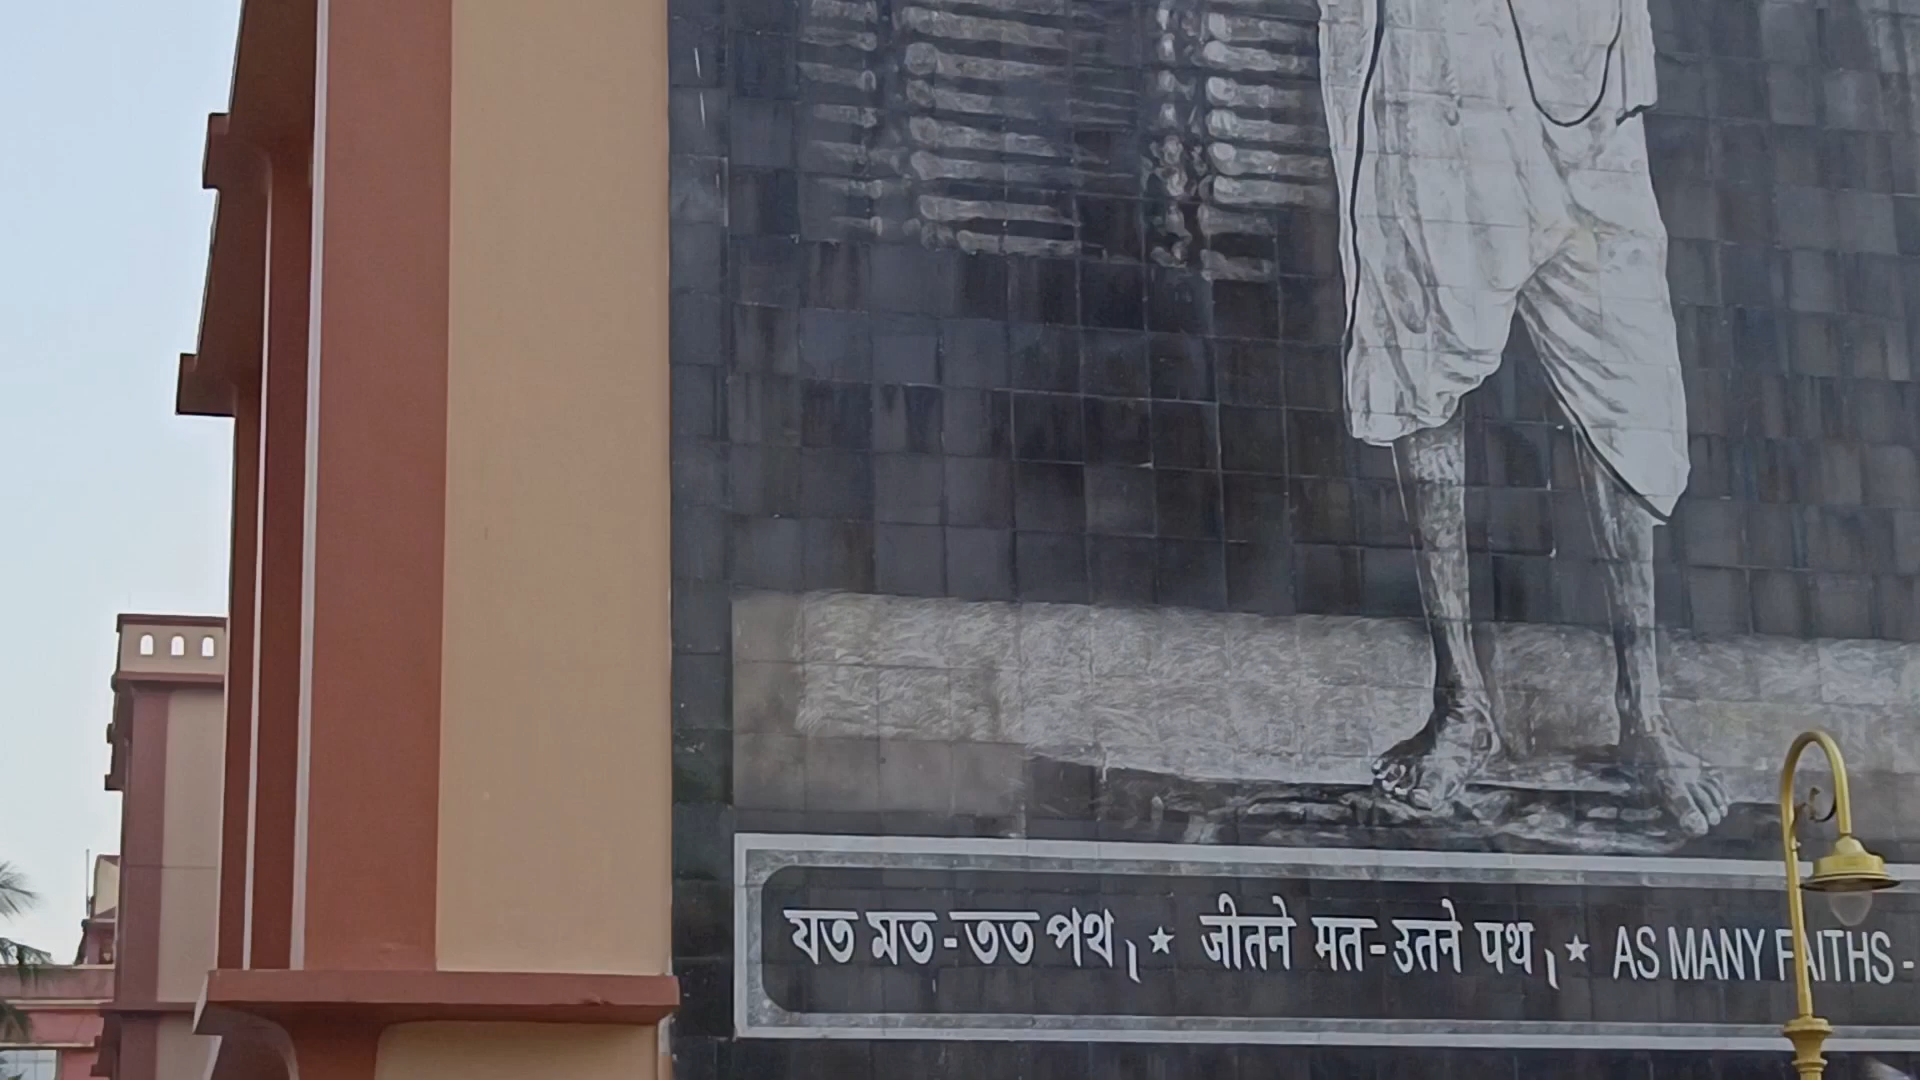 যত মত - তত পথ। ★ जीतने मत - उतने पथ। ★ AS MANY FAITHS -